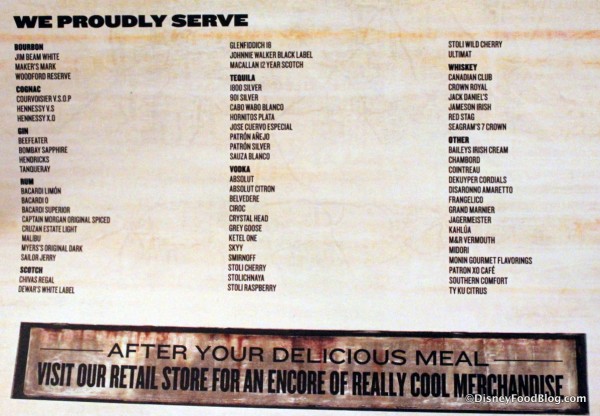 WE PROUDLY SERVE
BOURBON
JIM BEAM WHITE
MAKER'S MARK
WOODFORD RESERVE
COGNAC
COURVOISIER V.S.O.P
HENNESSY V.S
HENNESSY X.O
GIN
BEEFEATER
BOMBAY SAPPHIRE
HENDRICKS
TANQUERAY
RUM
BACARDI LIMÓN
BACARDI O
BACARDI SUPERIOR
CAPTAIN MORGAN ORIGINAL SPICED
CRUZAN ESTATE LIGHT
MALIBU
MYERS'S ORIGINAL DARK
SAILOR JERRY
SCOTCH
CHIVAS REGAL
DEWAR'S WHITE LABEL
GLENFIDDICH 18
JOHNNIE WALKER BLACK LABEL
MACALLAN 12 YEAR SCOTCH
TEQUILA
1800 SILVER
901 SILVER
CABO WABO BLANCO
HORNITOS PLATA
JOSE CUERVO ESPECIAL
PATRÓN AÑEJO
PATRÓN SILVER
SAUZA BLANCO
VODKA
ABSOLUT
ABSOLUT CITRON
BELVEDERE
CIROC
CRYSTAL HEAD
GREY GOOSE
KETEL ONE
SKYY
SMIRNOFF
STOLI CHERRY
STOLICHNAYA
STOLI RASPBERRY
STOLI WILD CHERRY
ULTIMAT
WHISKEY
CANADIAN CLUB
CROWN ROYAL
JACK DANIEL'S
JAMESON IRISH
RED STAG
SEAGRAM'S 7 CROWN
OTHER
BAILEYS IRISH CREAM
CHAMBORD
COINTREAU
DEKUYPER CORDIALS
DISARONNO AMARETTO
FRANGELICO
GRAND MARNIER
JAGERMEISTER
KAHLÚA
M&R VERMOUTH
MIDORI
MONIN GOURMET FLAVORINGS
PATRON XO CAFÉ
SOUTHERN COMFORT
TY KU CITRUS
AFTER YOUR DELICIOUS MEAL
VISIT OUR RETAIL STORE FOR AN ENCORE OF REALLY COOL MERCHANDISE
©DisneyFoodBlog.com